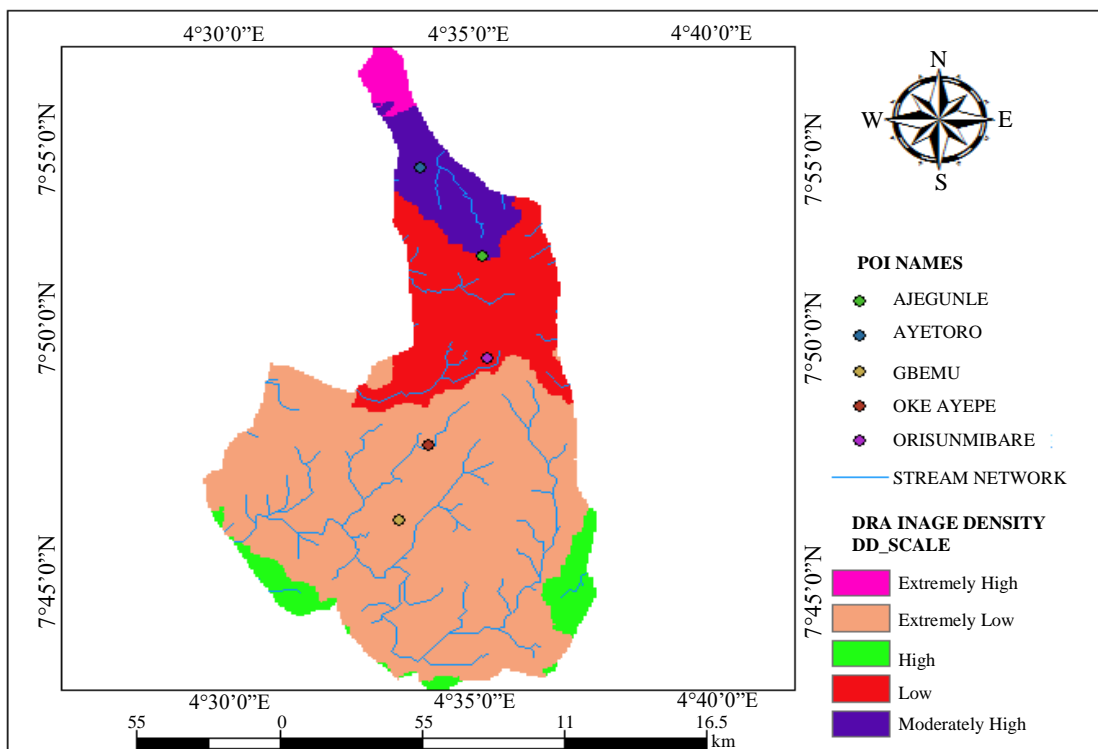 4°30’0”E 4°35’0”E 4°40’0”E
7°55’0”N
7°50’0”N
7°45’0”N
7°55’0”N
7°50’0”N
7°45’0”N
4°30’0”E 4°35’0”E 4°40’0”E
55 0 55 11 16.5
km
N
W E
S
POI NAMES
AJEGUNLE
AYETORO
GBEMU
OKE AYEPE
ORISUNMIBARE
STREAM NETWORK
DRA INAGE DENSITY
DD_SCALE
Extremely High
Extremely Low
High
Low
Moderately High